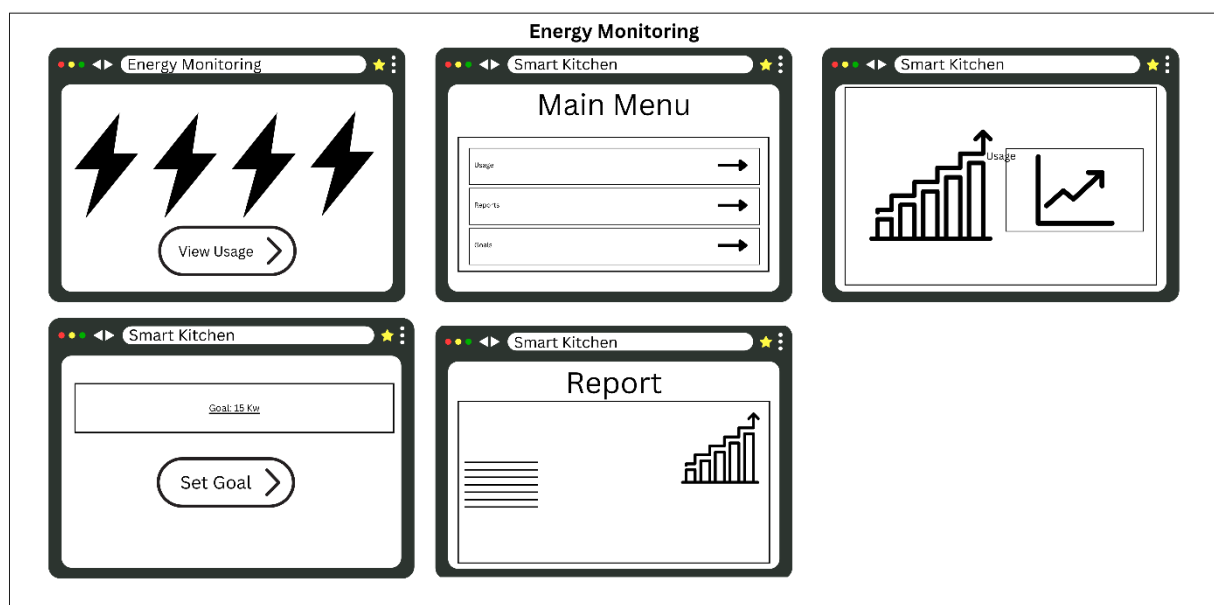 Energy Monitoring
Energy Monitoring
View Usage
Smart Kitchen
Main Menu
Usage
Reports
Goals
Smart Kitchen
Usage
Smart Kitchen
Goal: 15 Kw
Set Goal
Smart Kitchen
Report